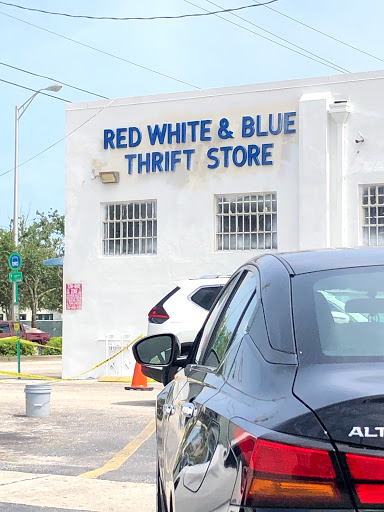 RED WHITE & BLUE
THRIFT STORE
ALT